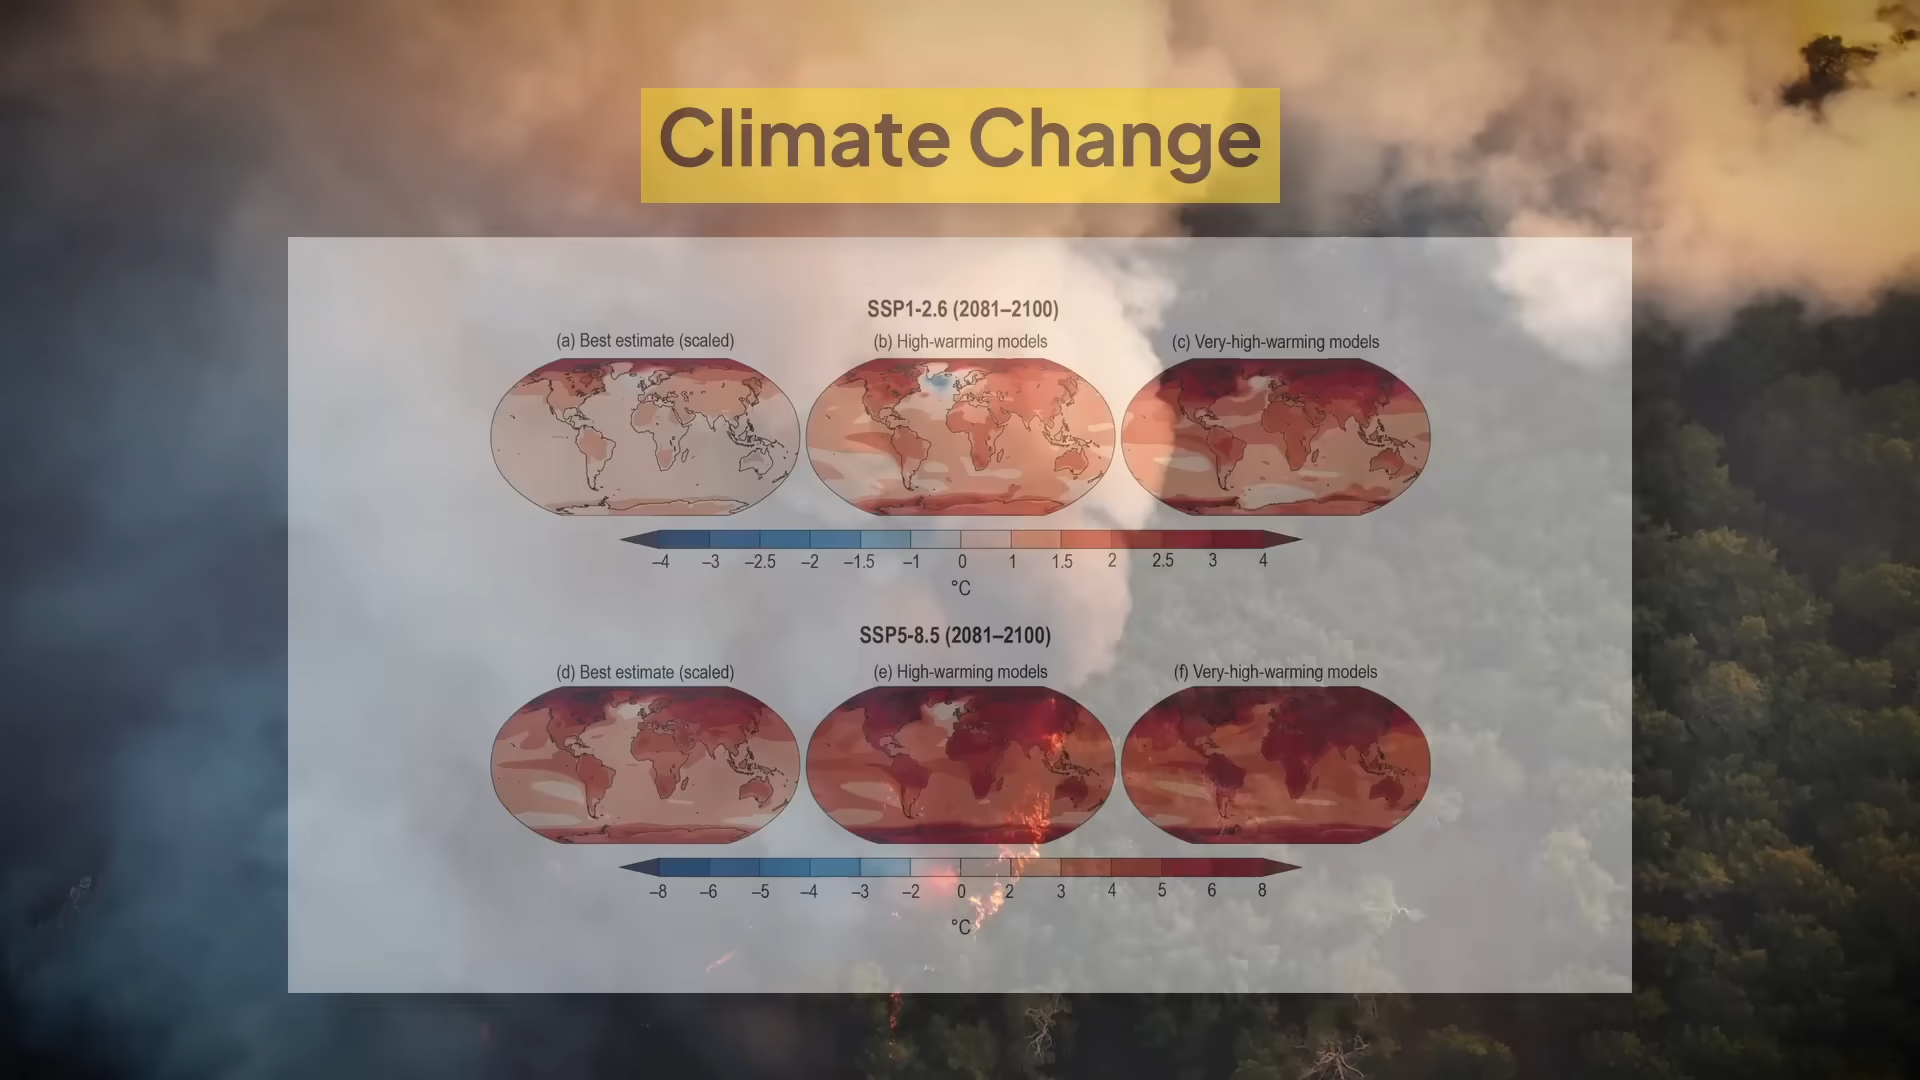 Climate Change
SSP1-2.6 (2081–2100)
(a) Best estimate (scaled)
(b) High-warming models
(c) Very-high-warming models
–4 –3 –2.5 –2 –1.5 –1 0 1 1.5 2 2.5 3 4
°C
SSP5-8.5 (2081–2100)
(d) Best estimate (scaled)
(e) High-warming models
(f) Very-high-warming models
–8 –6 –5 –4 –3 –2 0 2 3 4 5 6 8
°C